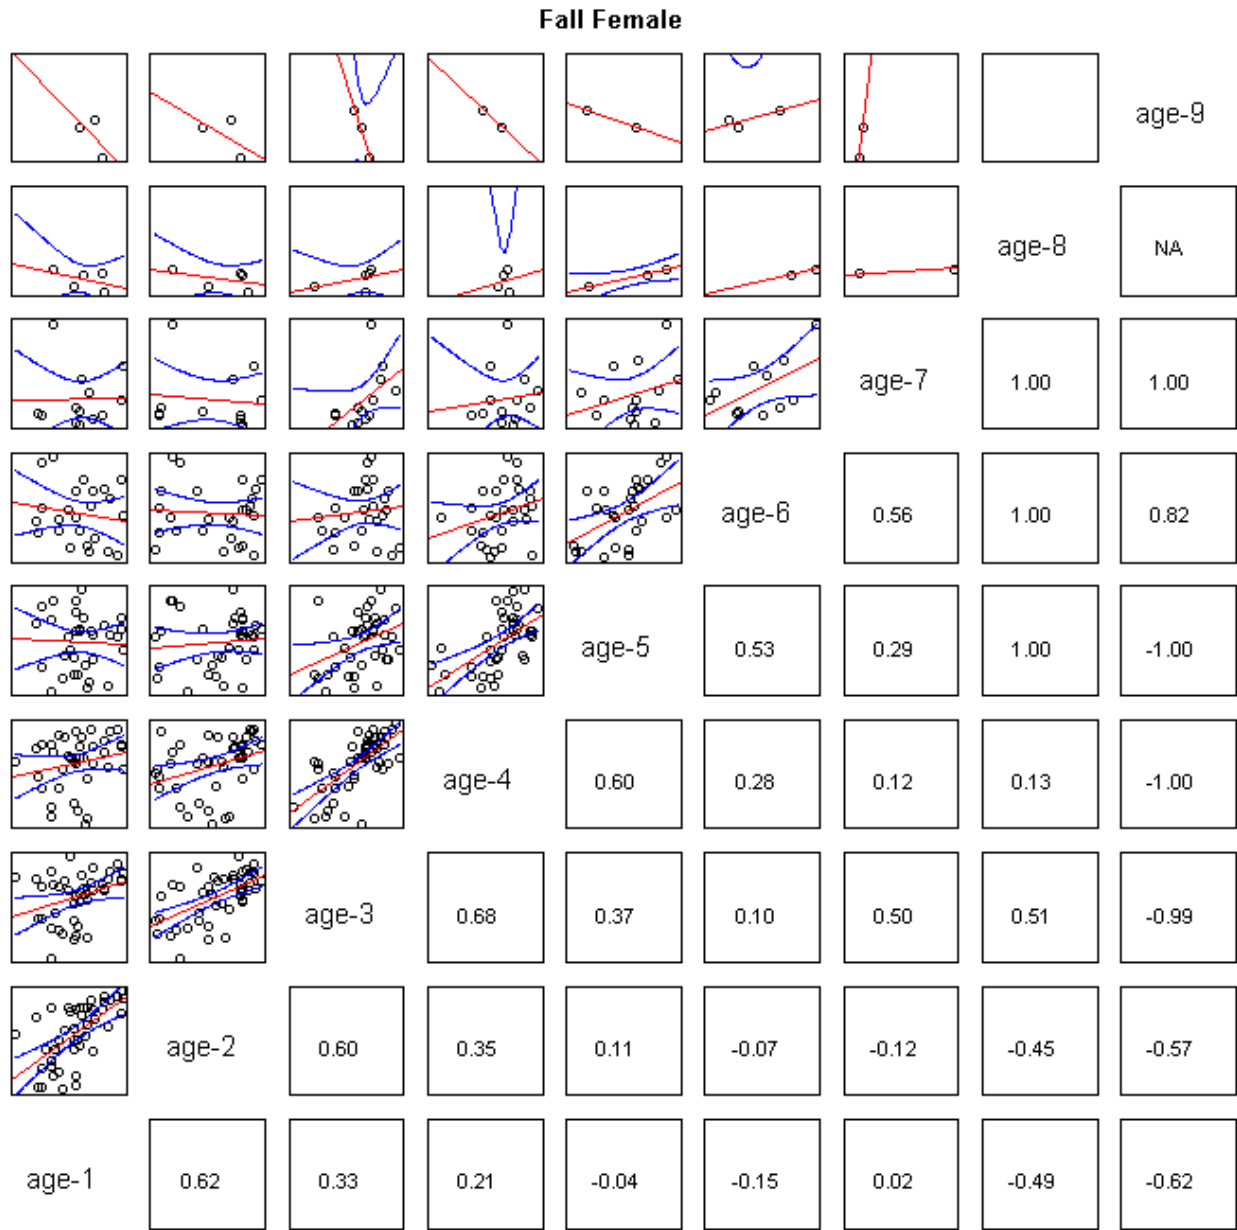 Fall Female
age-9
age-8 NA
age-7 1.00 1.00
age-6 0.56 1.00 0.82
age-5 0.53 0.29 1.00 -1.00
age-4 0.60 0.28 0.12 0.13 -1.00
age-3 0.68 0.37 0.10 0.50 0.51 -0.99
age-2 0.60 0.35 0.11 -0.07 -0.12 -0.45 -0.57
age-1 0.62 0.33 0.21 -0.04 -0.15 0.02 -0.49 -0.62